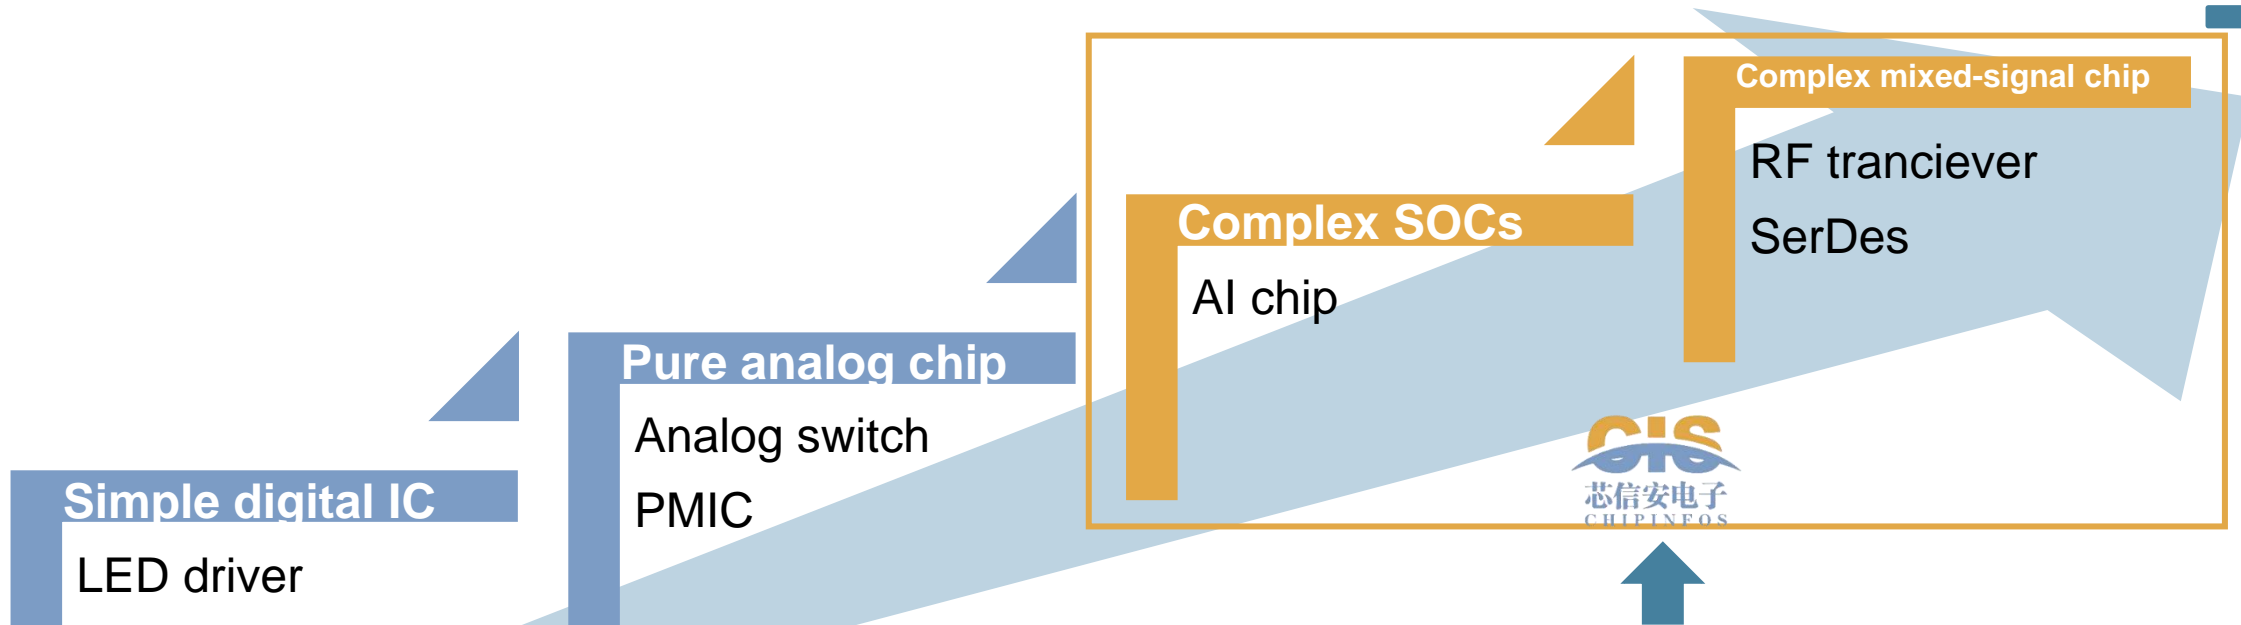 Complex mixed-signal chip
RF tranciever
SerDes
Complex SOCs
AI chip
Pure analog chip
Analog switch
PMIC
Simple digital IC
LED driver
CIS
芯信安电子
CHIPINFOS